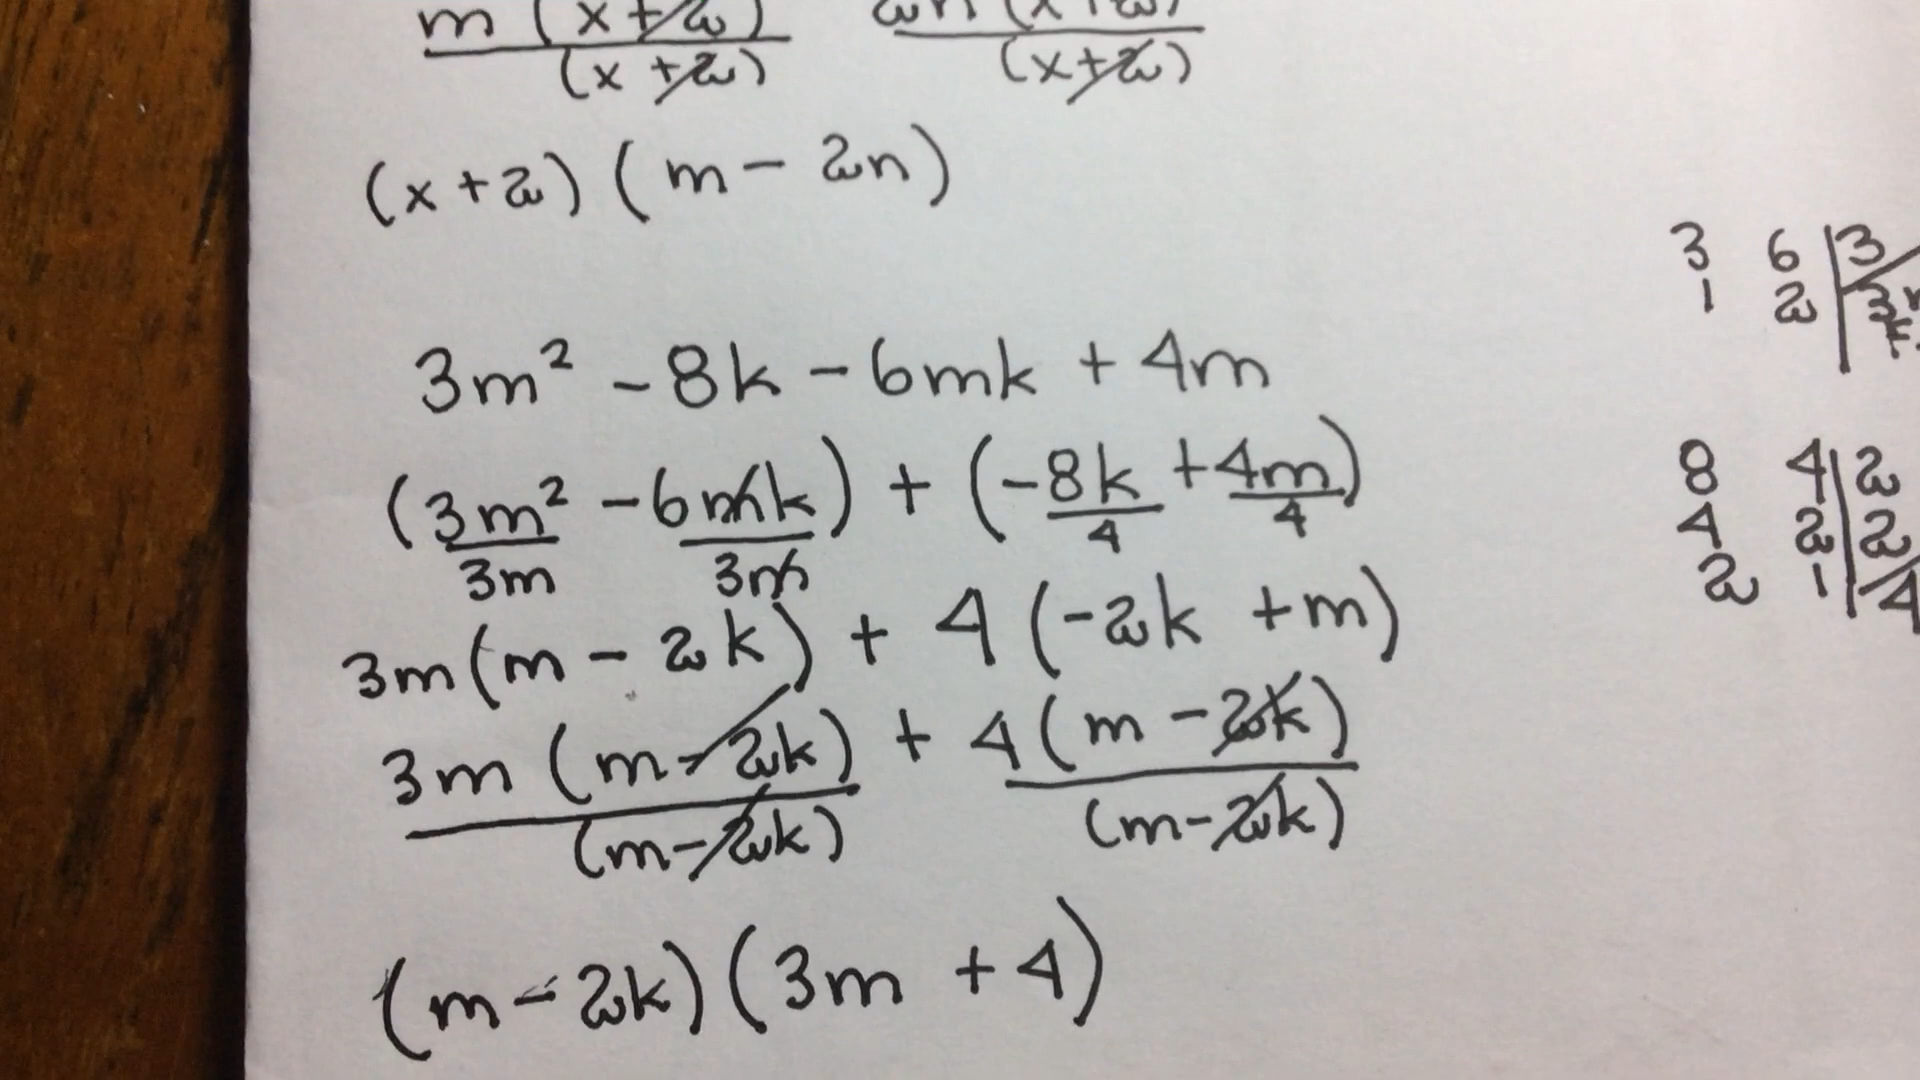 m (x+2) 2n (x+2)
(x+2) (x+2)
(x+2) (m - 2n)
3 6 3
1 2
3m² - 8k - 6mk + 4m
(3m² - 6mk) + (-8k + 4m)
3m 3m 4 4
8 4 2
4 2 2
2 1 4
3m(m - 2k) + 4(-2k + m)
3m (m - 2k) + 4(m - 2k)
(m - 2k) (m - 2k)
(m - 2k)(3m + 4)